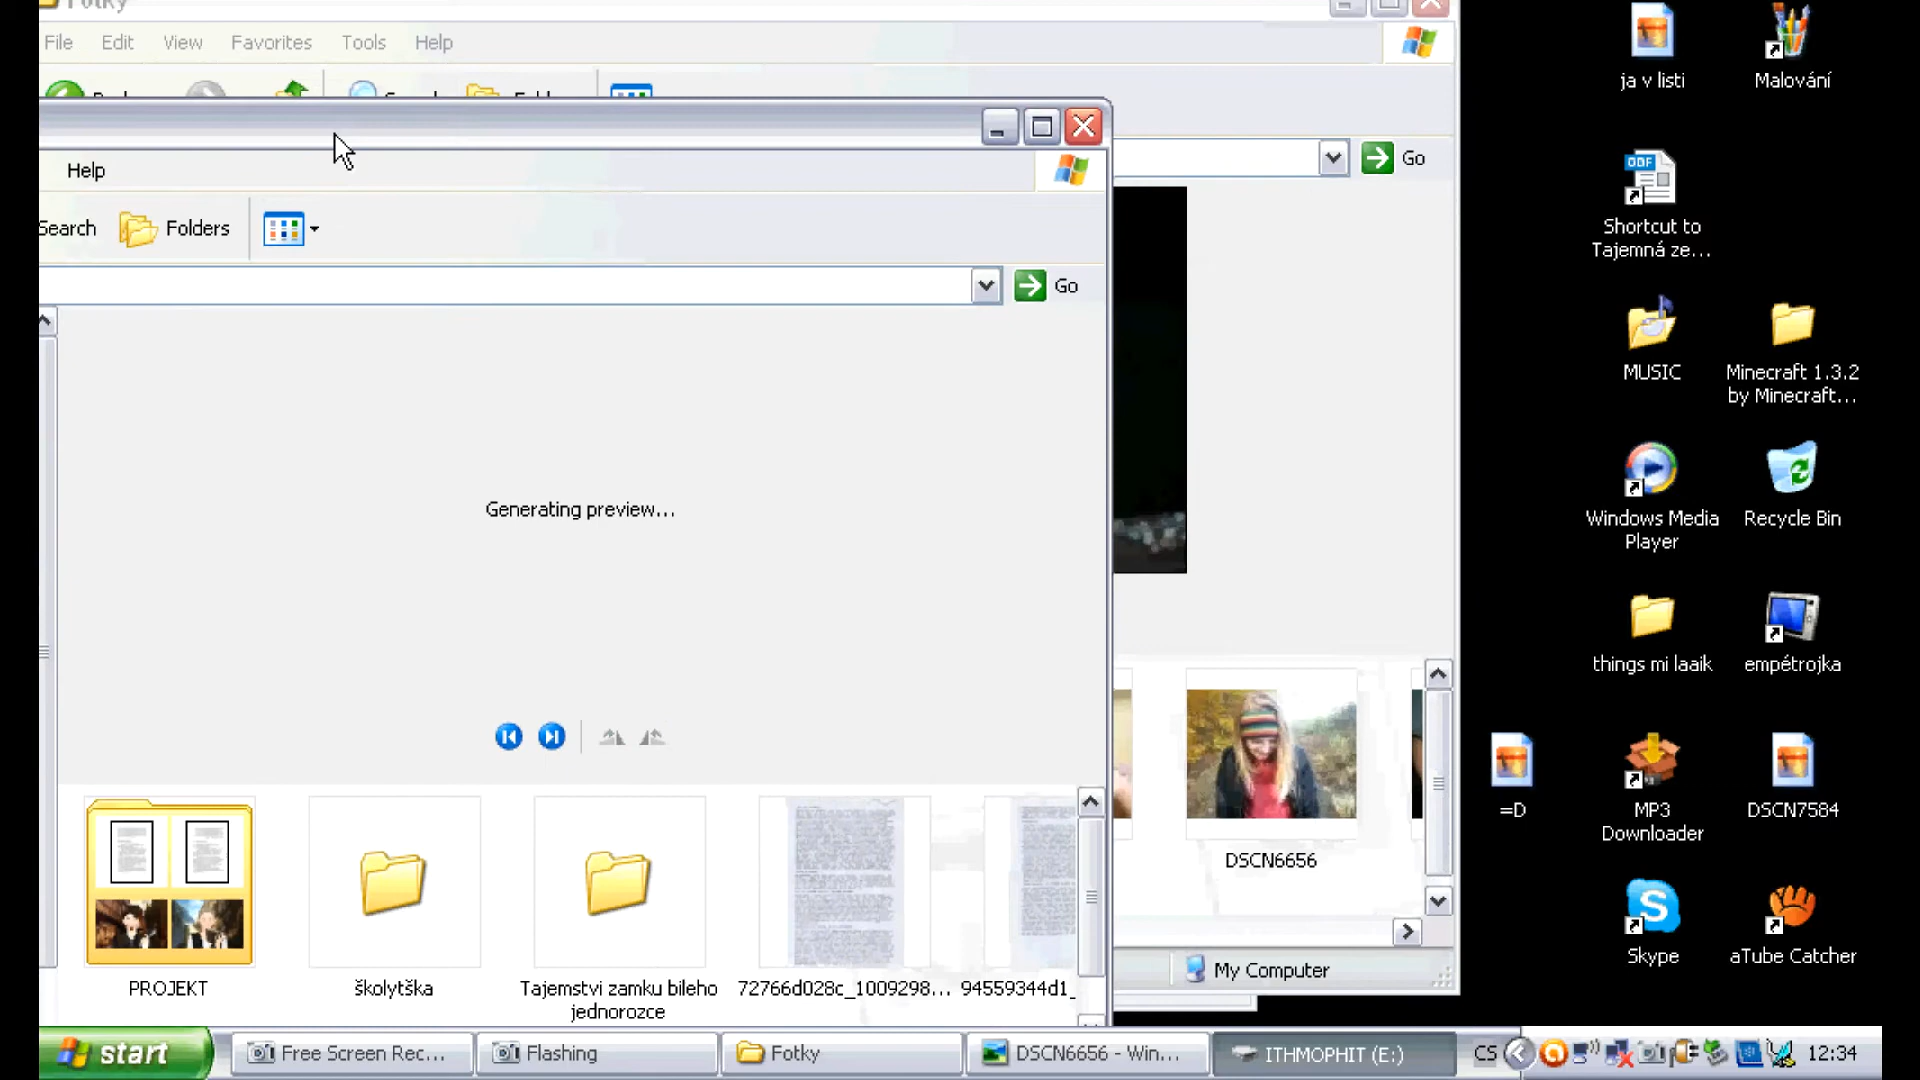 File Edit View Favorites Tools Help
Go
Help
Search Folders
Go
Generating preview...
DSCN6656
PROJEKT
školytška
Tajemstvi zamku bileho
jednorozce
72766d028c_1009298...
94559344d1_
My Computer
ja v listi
Malování
Shortcut to
Tajemná ze...
MUSIC
Minecraft 1.3.2
by Minecraft...
Windows Media
Player
Recycle Bin
things mi laaik
empétrojka
=D
MP3
Downloader
DSCN7584
Skype
aTube Catcher
start
Free Screen Rec...
Flashing
Fotky
DSCN6656 - Win...
ITHMOPHIT (E:)
CS
12:34